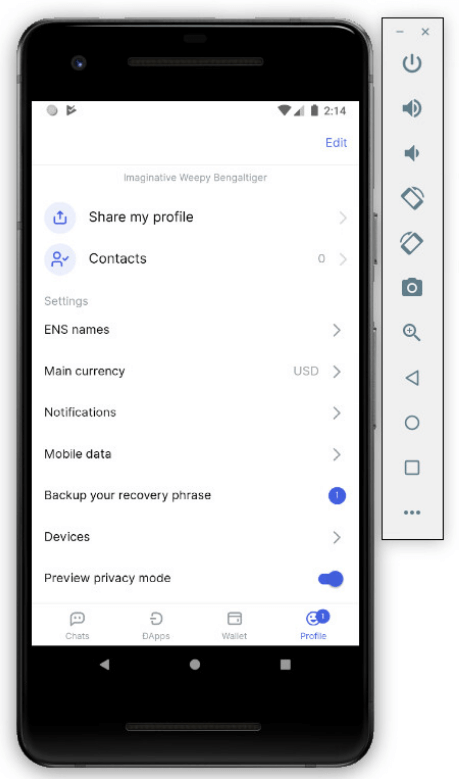 2:14
Edit
Imaginative Weepy Bengaltiger
Share my profile
Contacts 0
Settings
ENS names
Main currency USD
Notifications
Mobile data
Backup your recovery phrase 1
Devices
Preview privacy mode
1
Chats ÐApps Wallet Profile